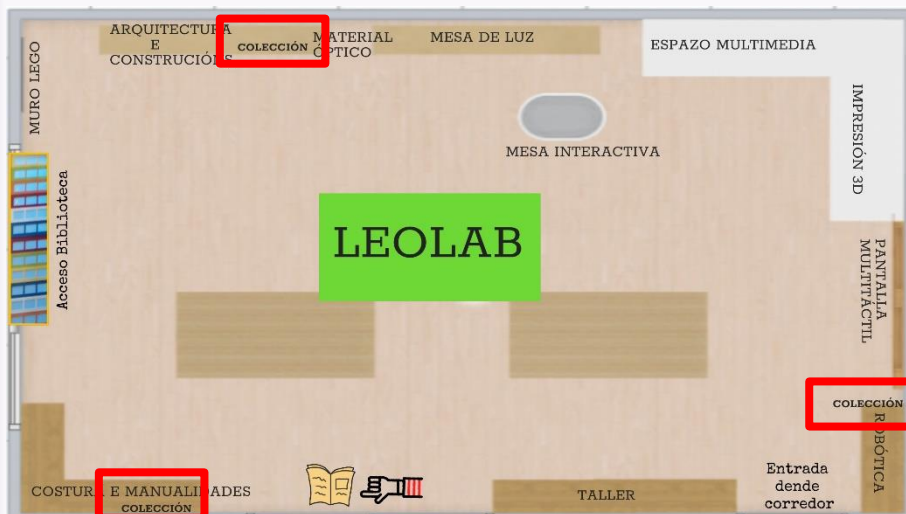 ARQUITECTURA
E
CONSTRUCIÓNS
COLECCIÓN
MATERIAL
ÓPTICO
MESA DE LUZ
ESPAZO MULTIMEDIA
MURO LEGO
IMPRESIÓN 3D
MESA INTERACTIVA
Acceso Biblioteca
LEOLAB
PANTALLA
MULTITÁCTIL
COLECCIÓN
ROBÓTICA
COSTURA E MANUALIDADES
COLECCIÓN
TALLER
Entrada
dende
corredor